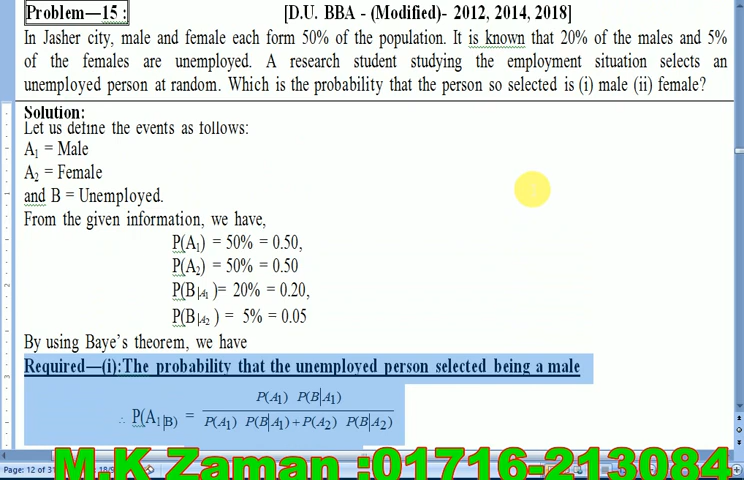 Problem—15 : [D.U. BBA - (Modified)- 2012, 2014, 2018]
In Jasher city, male and female each form 50% of the population. It is known that 20% of the males and 5%
of the females are unemployed. A research student studying the employment situation selects an
unemployed person at random. Which is the probability that the person so selected is (i) male (ii) female?
Solution:
Let us define the events as follows:
A₁ = Male
A₂ = Female
and B = Unemployed.
From the given information, we have,
P(A₁) = 50% = 0.50,
P(A₂) = 50% = 0.50
P(B|A₁)= 20% = 0.20,
P(B|A₂) = 5% = 0.05
By using Baye's theorem, we have
Required—(i):The probability that the unemployed person selected being a male
P(A₁) P(B|A₁)
∴ P(A₁|B) =
P(A₁) P(B|A₁)+P(A₂) P(B|A₂)
M.K Zaman :01716-213084